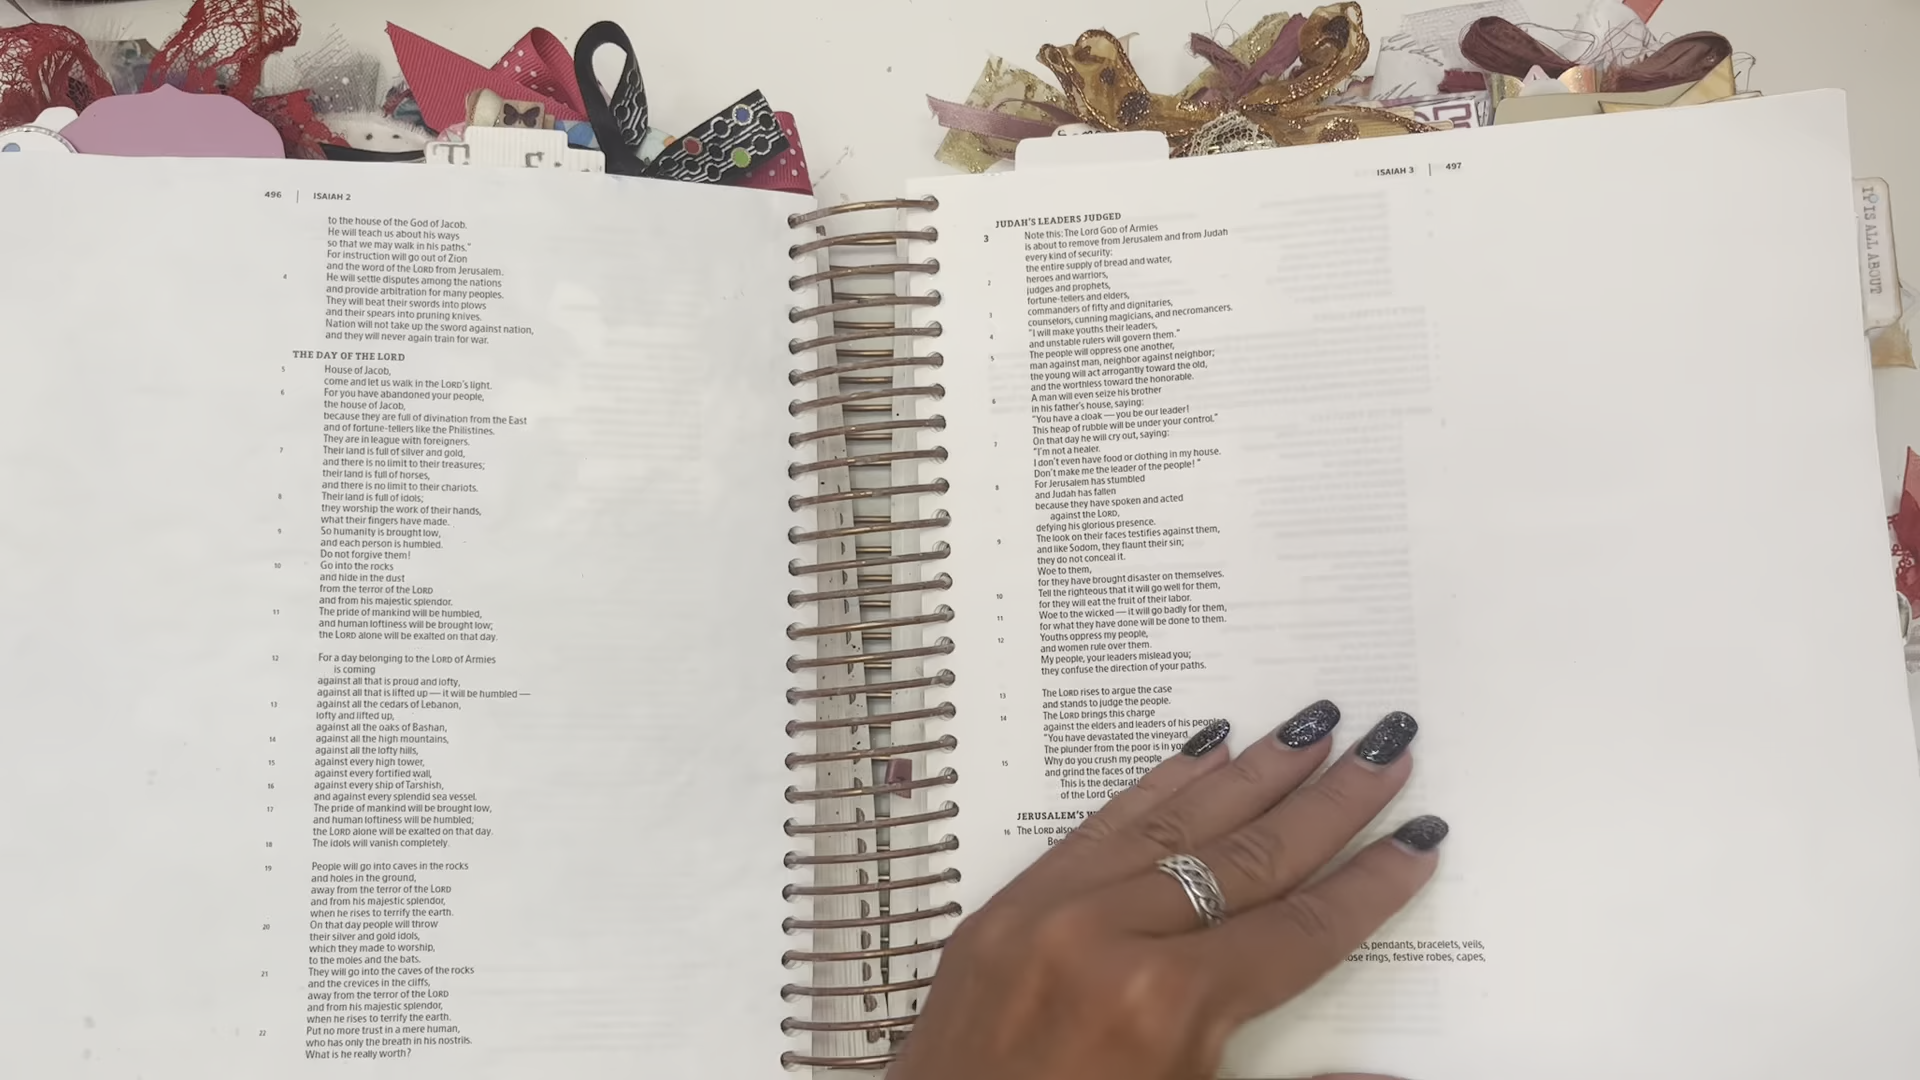 496 | ISAIAH 2
to the house of the God of Jacob.
He will teach us about his ways
so that we may walk in his paths."
For instruction will go out of Zion
and the word of the LORD from Jerusalem.
4 He will settle disputes among the nations
and provide arbitration for many peoples.
They will beat their swords into plows
and their spears into pruning knives.
Nation will not take up the sword against nation,
and they will never again train for war.
THE DAY OF THE LORD
5 House of Jacob,
come and let us walk in the LORD's light.
6 For you have abandoned your people,
the house of Jacob,
because they are full of divination from the East
and of fortune-tellers like the Philistines.
They are in league with foreigners.
7 Their land is full of silver and gold,
and there is no limit to their treasures;
their land is full of horses,
and there is no limit to their chariots.
8 Their land is full of idols;
they worship the work of their hands,
what their fingers have made.
9 So humanity is brought low,
and each person is humbled.
Do not forgive them!
10 Go into the rocks
and hide in the dust
from the terror of the LORD
and from his majestic splendor.
11 The pride of mankind will be humbled,
and human loftiness will be brought low;
the LORD alone will be exalted on that day.
12 For a day belonging to the LORD of Armies
is coming
against all that is proud and lofty,
against all that is lifted up — it will be humbled —
13 against all the cedars of Lebanon,
lofty and lifted up,
against all the oaks of Bashan,
14 against all the high mountains,
against all the lofty hills,
15 against every high tower,
against every fortified wall,
16 against every ship of Tarshish,
and against every splendid sea vessel.
17 The pride of mankind will be brought low,
and human loftiness will be humbled;
the LORD alone will be exalted on that day.
18 The idols will vanish completely.
19 People will go into caves in the rocks
and holes in the ground,
away from the terror of the LORD
and from his majestic splendor,
when he rises to terrify the earth.
20 On that day people will throw
their silver and gold idols,
which they made to worship,
to the moles and the bats.
21 They will go into the caves of the rocks
and the crevices in the cliffs,
away from the terror of the LORD
and from his majestic splendor,
when he rises to terrify the earth.
22 Put no more trust in a mere human,
who has only the breath in his nostrils.
What is he really worth?
ISAIAH 3 | 497
JUDAH'S LEADERS JUDGED
3 Note this: The Lord GOD of Armies
is about to remove from Jerusalem and from Judah
every kind of security:
the entire supply of bread and water,
2 heroes and warriors,
judges and prophets,
fortune-tellers and elders,
3 commanders of fifty and dignitaries,
counselors, cunning magicians, and necromancers.
4 "I will make youths their leaders,
and unstable rulers will govern them."
5 The people will oppress one another,
man against man, neighbor against neighbor;
the young will act arrogantly toward the old,
and the worthless toward the honorable.
6 A man will even seize his brother
in his father's house, saying:
"You have a cloak — you be our leader!
This heap of rubble will be under your control."
7 On that day he will cry out, saying:
"I'm not a healer.
I don't even have food or clothing in my house.
Don't make me the leader of the people!"
8 For Jerusalem has stumbled
and Judah has fallen
because they have spoken and acted
against the LORD,
defying his glorious presence.
9 The look on their faces testifies against them,
and like Sodom, they flaunt their sin;
they do not conceal it.
Woe to them,
for they have brought disaster on themselves.
10 Tell the righteous that it will go well for them,
for they will eat the fruit of their labor.
11 Woe to the wicked — it will go badly for them,
for what they have done will be done to them.
12 Youths oppress my people,
and women rule over them.
My people, your leaders mislead you;
they confuse the direction of your paths.
13 The LORD rises to argue the case
and stands to judge the people.
14 The LORD brings this charge
against the elders and leaders of his people
"You have devastated the vineyard.
The plunder from the poor is in
15 Why do you crush my people
and grind the faces of the
This is the
of the Lord
JERUSALEM'S
16 The LORD also
pendants, bracelets, veils,
rings, festive robes, capes,
IT IS ALL ABOUT